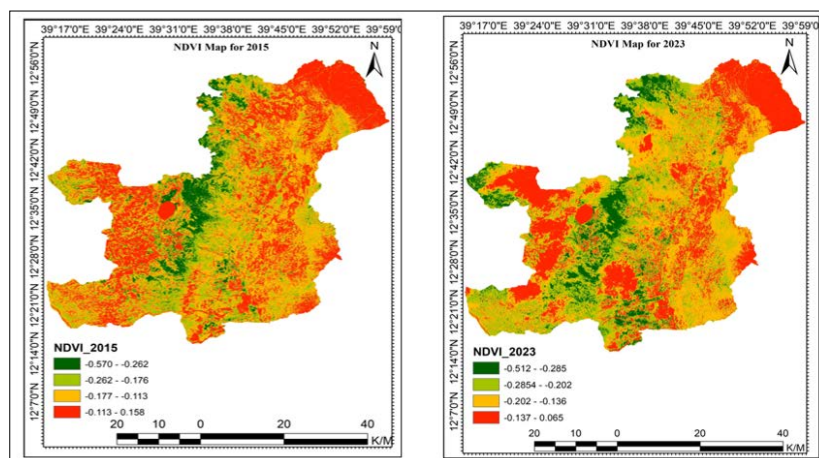 39°17'0"N 39°24'0"N 39°31'0"N 39°38'0"N 39°45'0"N 39°52'0"N 39°59'0"N
NDVI Map for 2015
N
12°56'0"N
12°49'0"N
12°42'0"N
12°35'0"N
12°28'0"N
12°21'0"N
12°14'0"N
12°7'0"N
NDVI_2015
-0.570 - -0.262
-0.262 - -0.176
-0.177 - -0.113
-0.113 - 0.158
20 10 0 20 40
K/M
39°17'0"N 39°24'0"N 39°31'0"N 39°38'0"N 39°45'0"N 39°52'0"N 39°59'0"N
NDVI Map for 2023
N
12°56'0"N
12°49'0"N
12°42'0"N
12°35'0"N
12°28'0"N
12°21'0"N
12°14'0"N
12°7'0"N
NDVI_2023
-0.512 - -0.285
-0.2854 - -0.202
-0.202 - -0.136
-0.137 - 0.065
20 10 0 20 40
K/M